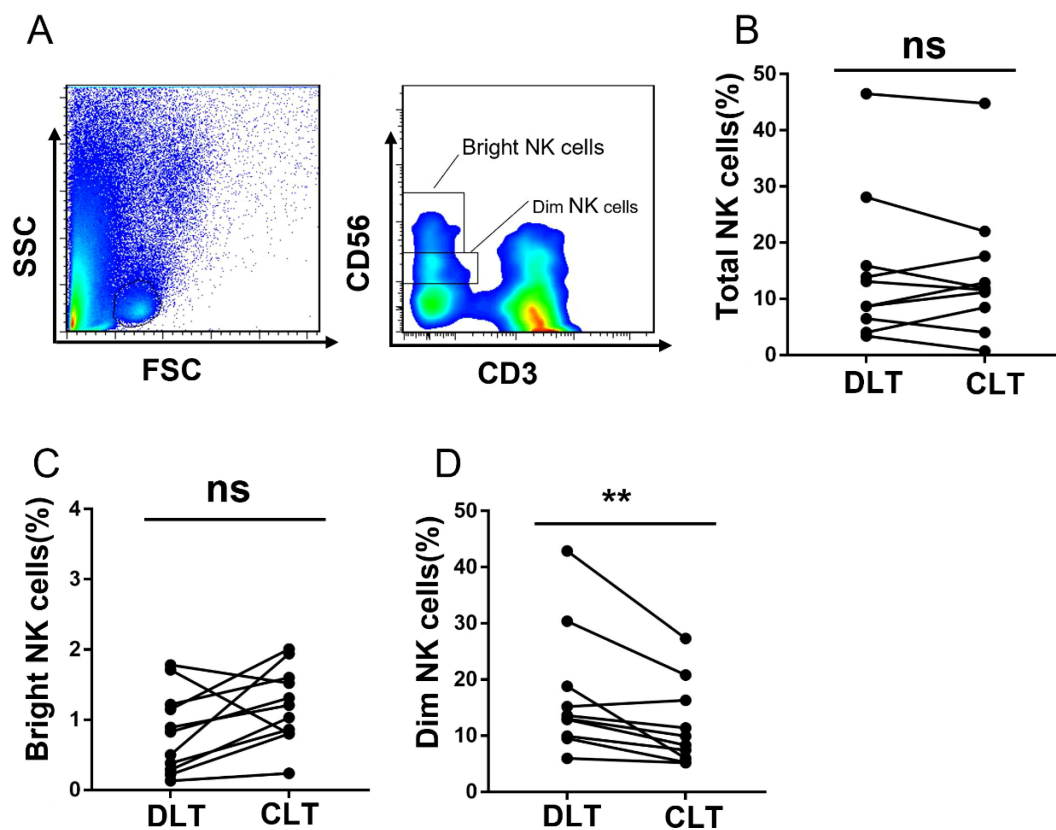 A
SSC
FSC
Bright NK cells
Dim NK cells
CD56
CD3
B
ns
Total NK cells(%)
50
40
30
20
10
0
DLT
CLT
C
ns
Bright NK cells(%)
4
3
2
1
0
DLT
CLT
D
**
Dim NK cells(%)
50
40
30
20
10
0
DLT
CLT